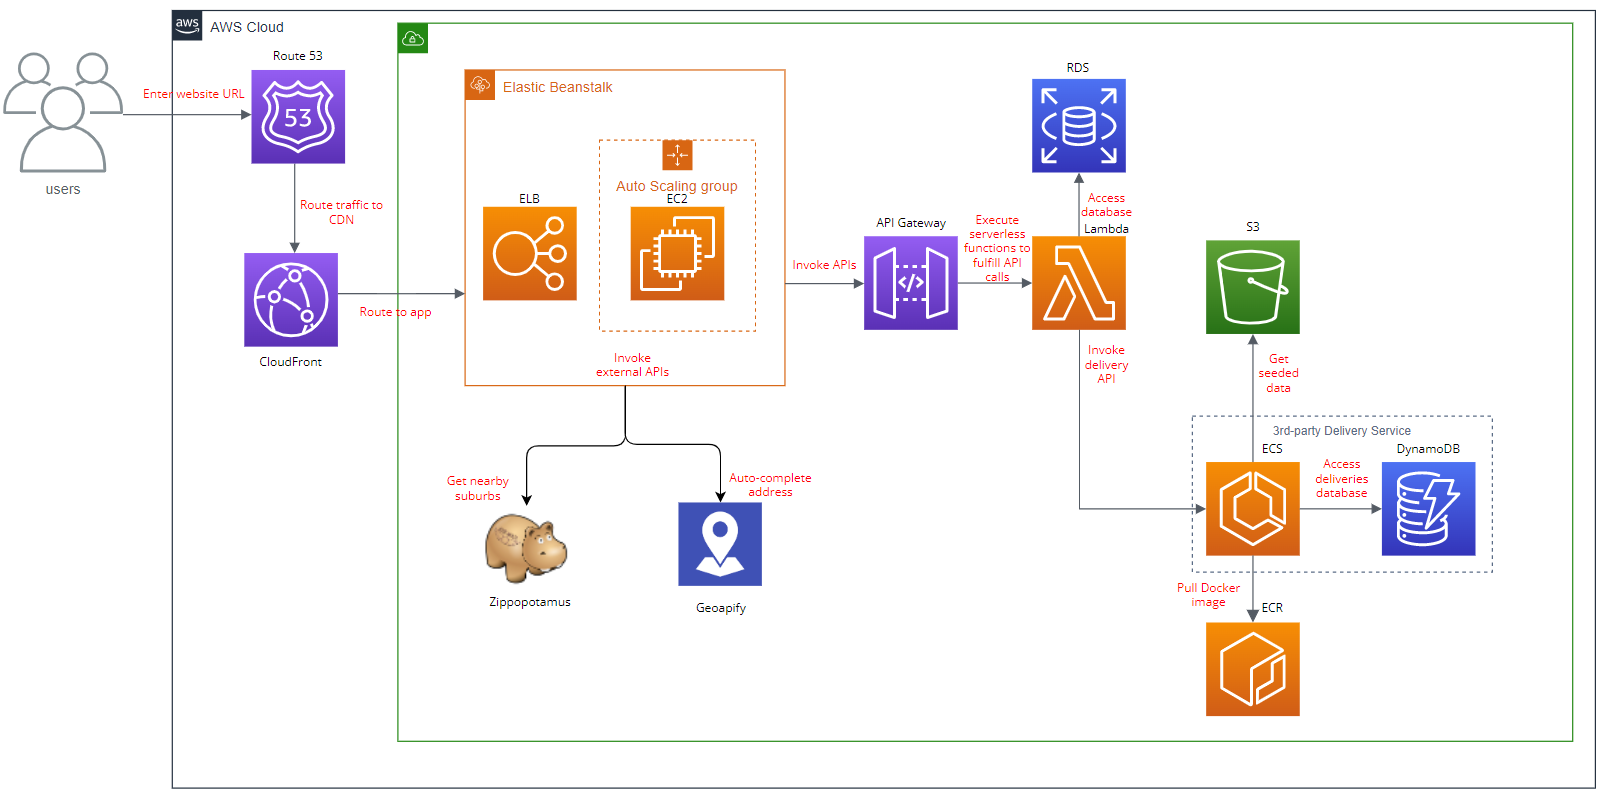 aws
AWS Cloud
Route 53
53
Enter website URL
users
Route traffic to
CDN
CloudFront
Route to app
Elastic Beanstalk
Auto Scaling group
ELB
EC2
Invoke
external APIs
Get nearby
suburbs
Auto-complete
address
Zippopotamus
Geoapify
Invoke APIs
API Gateway
</>
Execute
serverless
functions to
fulfill API
calls
RDS
Access
database
Lambda
Invoke
delivery
API
S3
Get
seeded
data
3rd-party Delivery Service
ECS
Access
deliveries
database
DynamoDB
Pull Docker
image
ECR